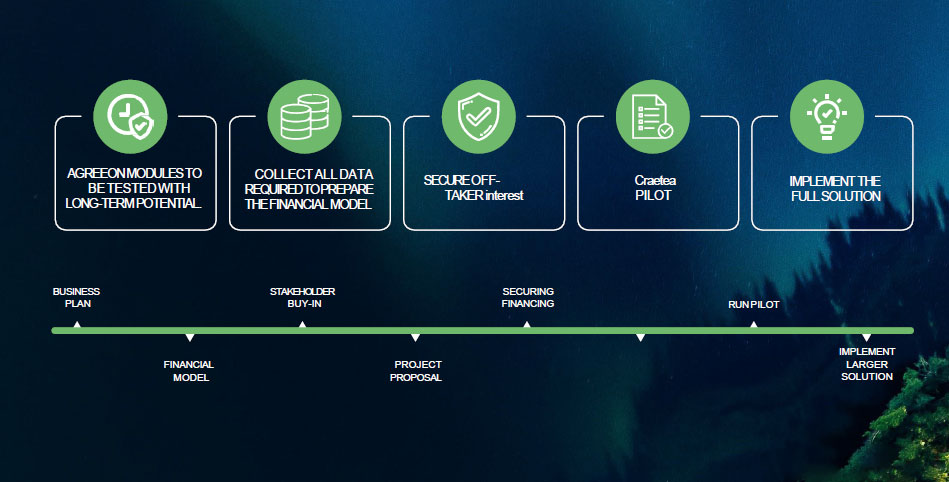 AGREEON MODULES TO
BE TESTED WITH
LONG-TERM POTENTIAL.
COLLECT ALL DATA
REQUIRED TO PREPARE
THE FINANCIAL MODEL
SECURE OFF-
TAKER interest
Craetea
PILOT
IMPLEMENT THE
FULL SOLUTION
BUSINESS
PLAN
FINANCIAL
MODEL
STAKEHOLDER
BUY-IN
PROJECT
PROPOSAL
SECURING
FINANCING
RUN PILOT
IMPLEMENT
LARGER
SOLUTION